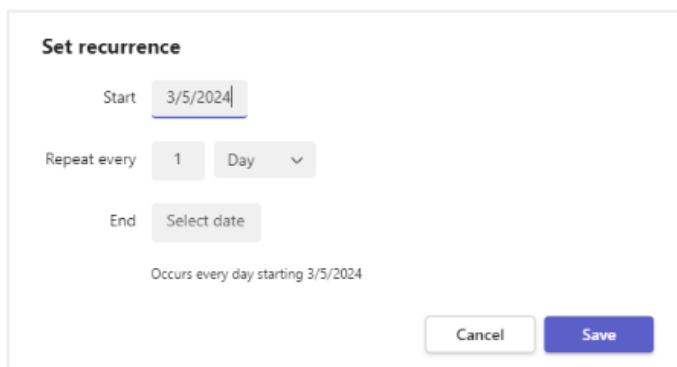 Set recurrence
Start 3/5/2024
Repeat every 1 Day
End Select date
Occurs every day starting 3/5/2024
Cancel Save